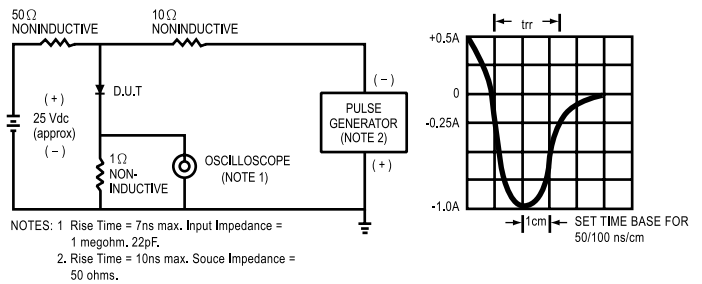 50Ω
NONINDUCTIVE
10Ω
NONINDUCTIVE
(+)
25 Vdc
(approx)
(−)
D.U.T
1Ω
NON-
INDUCTIVE
OSCILLOSCOPE
(NOTE 1)
(−)
PULSE
GENERATOR
(NOTE 2)
(+)
NOTES: 1 Rise Time = 7ns max. Input Impedance =
1 megohm. 22pF.
2. Rise Time = 10ns max. Souce Impedance =
50 ohms.
trr
+0.5A
0
-0.25A
-1.0A
1cm
SET TIME BASE FOR
50/100 ns/cm